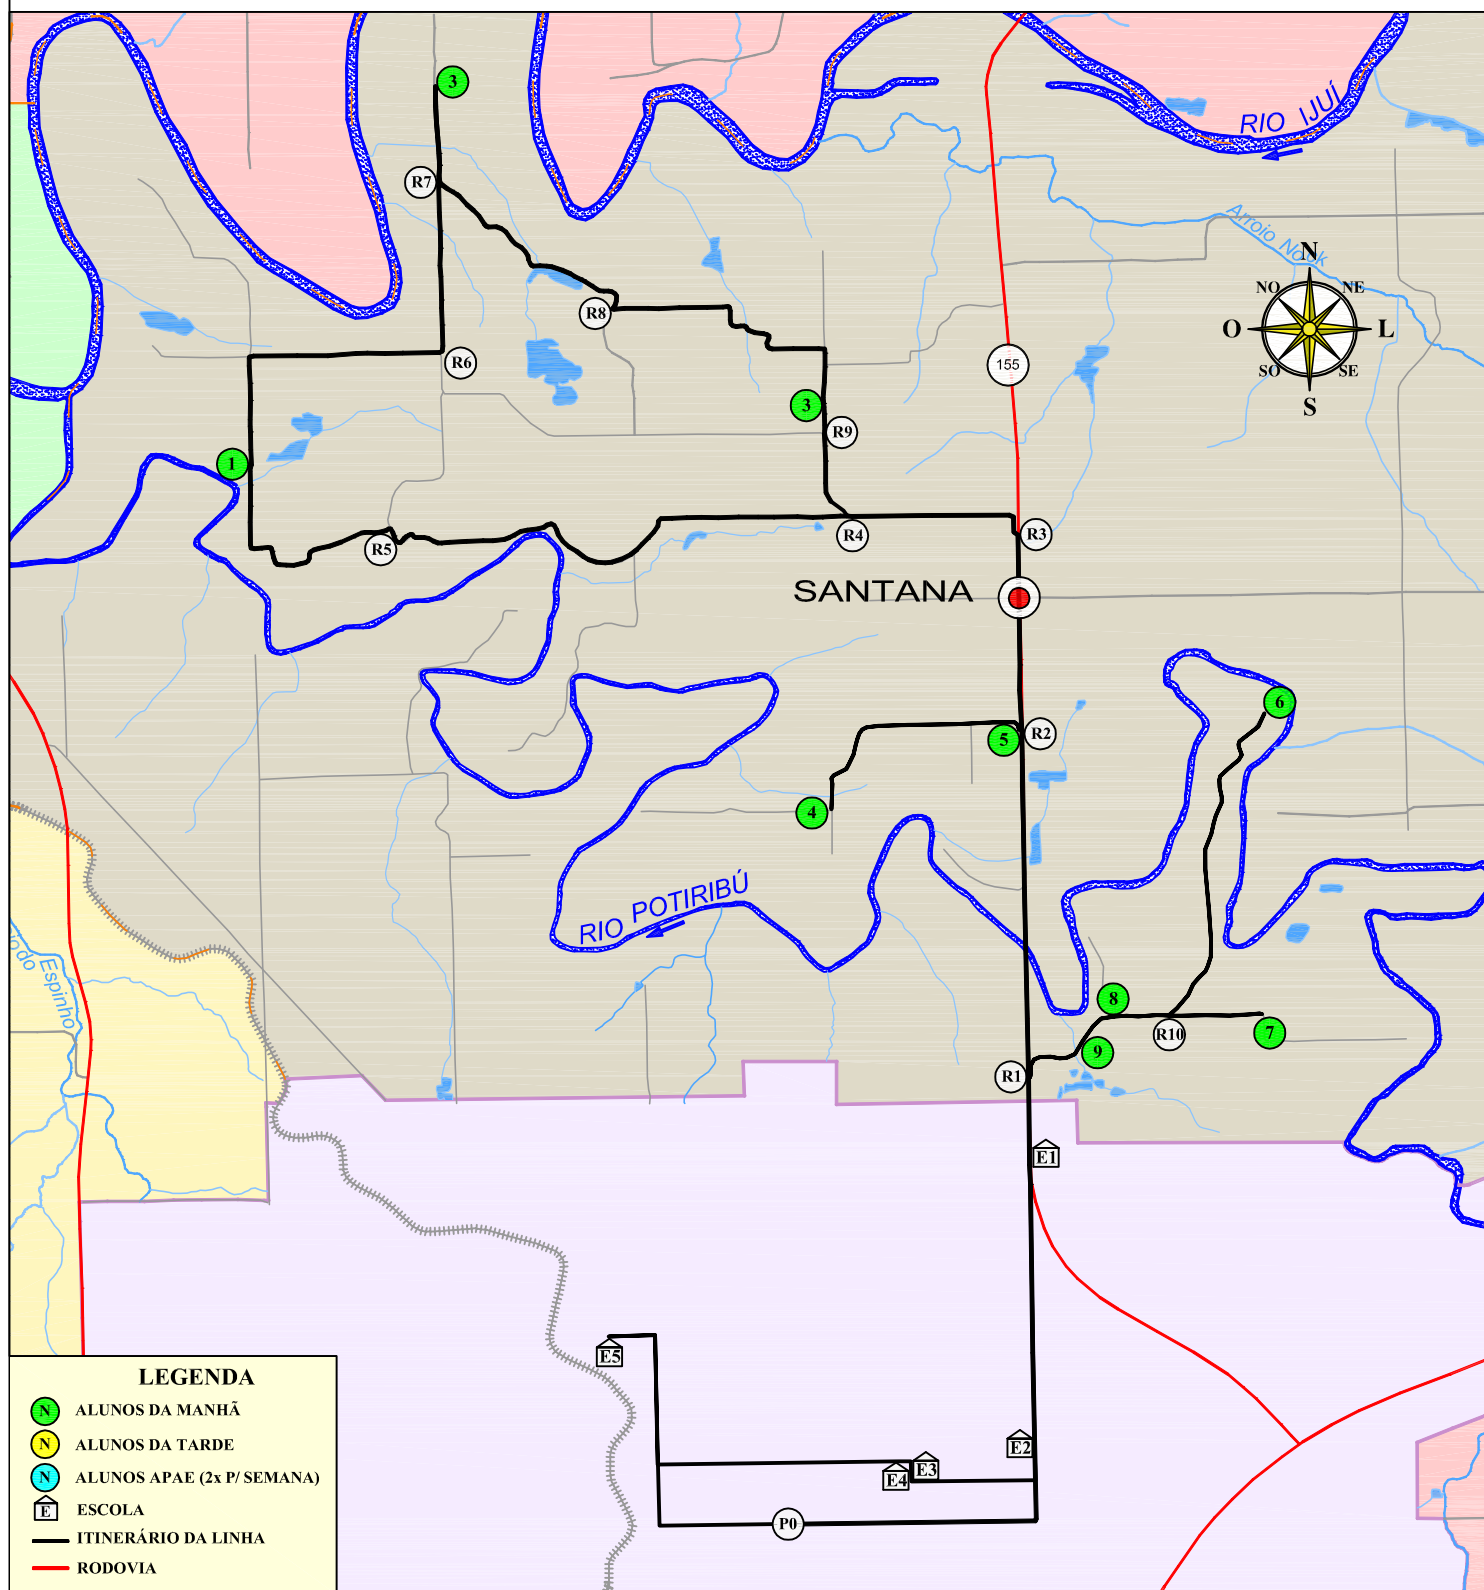 3
RIO IJUÍ
R7
Arroio Nook
N
NO
NE
R8
O
L
155
SO
SE
S
R6
3
R9
1
R5
R4
R3
SANTANA
6
5
R2
4
RIO POTIRIBÚ
do
Espinho
8
7
R10
9
R1
E1
E5
E2
E3
E4
P0
LEGENDA
N ALUNOS DA MANHÃ
N ALUNOS DA TARDE
N ALUNOS APAE (2x P/ SEMANA)
E ESCOLA
ITINERÁRIO DA LINHA
RODOVIA